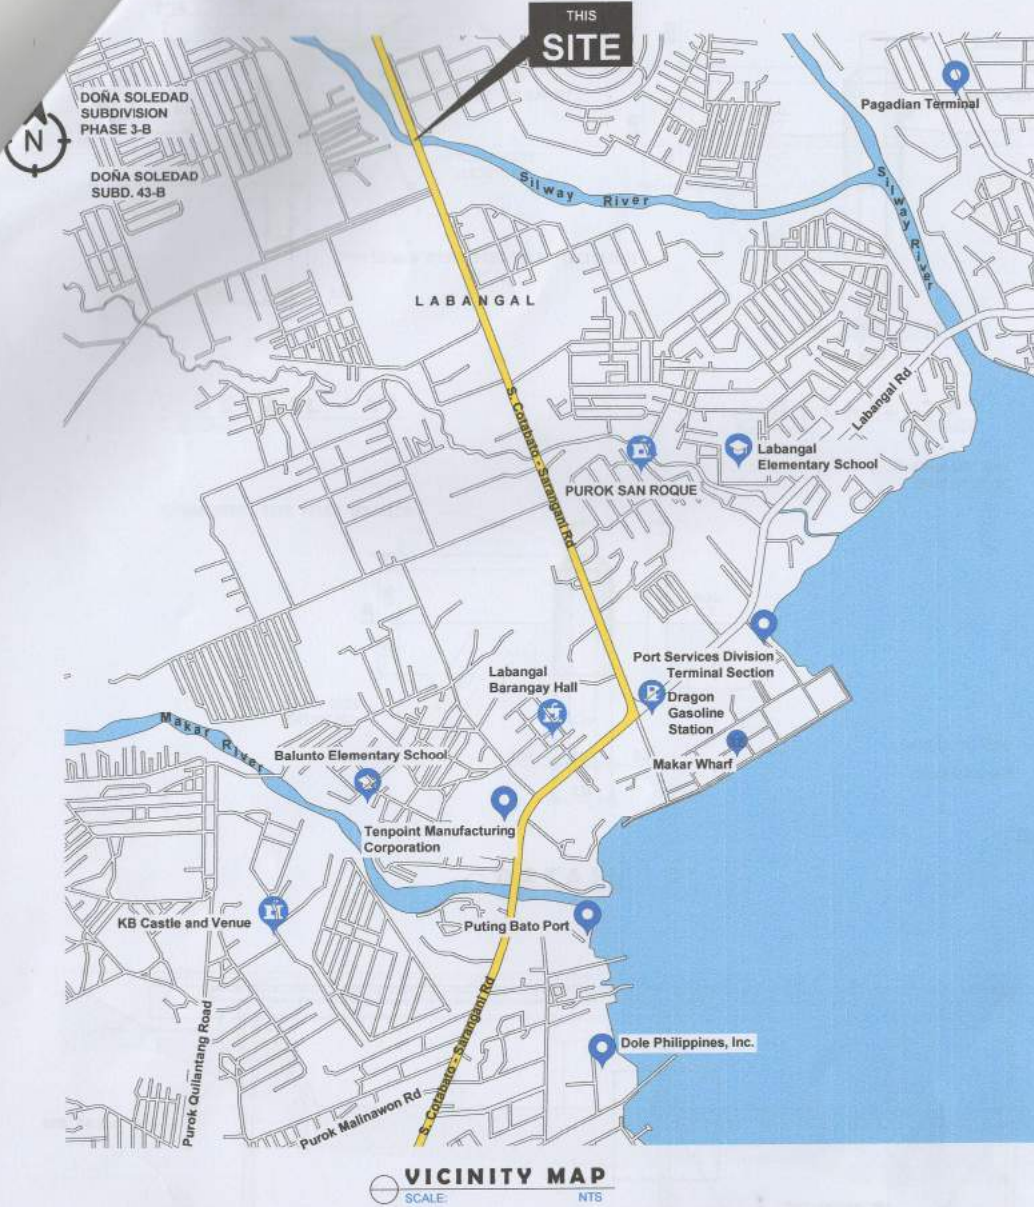 THIS
SITE
DOÑA SOLEDAD
SUBDIVISION
PHASE 3-B
N
DOÑA SOLEDAD
SUBD. 43-B
Pagadian Terminal
Silway River
Silway River
LABANGAL
S. Cotabato - Sarangani Rd
Labangal Rd
Labangal
Elementary School
PUROK SAN ROQUE
Port Services Division
Terminal Section
Labangal
Barangay Hall
Dragon
Gasoline
Station
Makar River
Balunto Elementary School
Makar Wharf
Tenpoint Manufacturing
Corporation
KB Castle and Venue
Puting Bato Port
Purok Quilantang Road
S. Cotabato - Sarangani Rd
Dole Philippines, Inc.
Purok Malinawon Rd
VICINITY MAP
SCALE: NTS